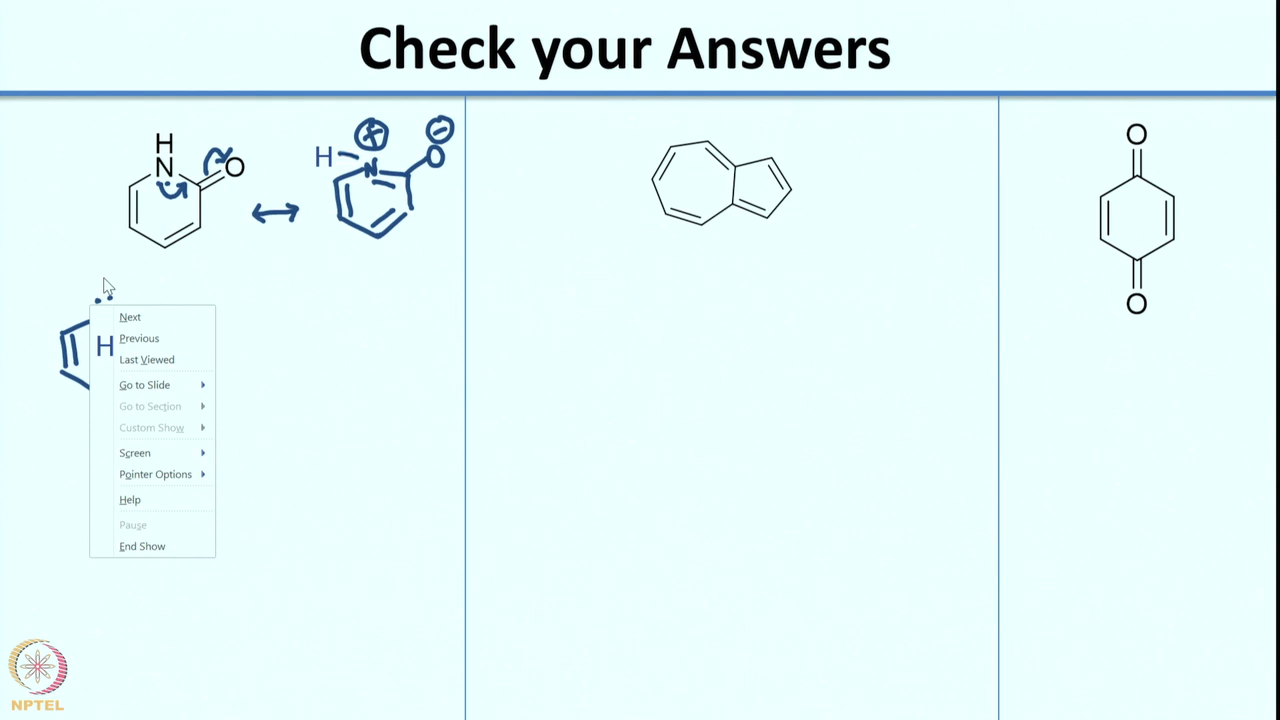 Check your Answers
H
N
O
H
N
+
O
−
O
O
H
Next
Previous
Last Viewed
Go to Slide
Go to Section
Custom Show
Screen
Pointer Options
Help
Pause
End Show
NPTEL